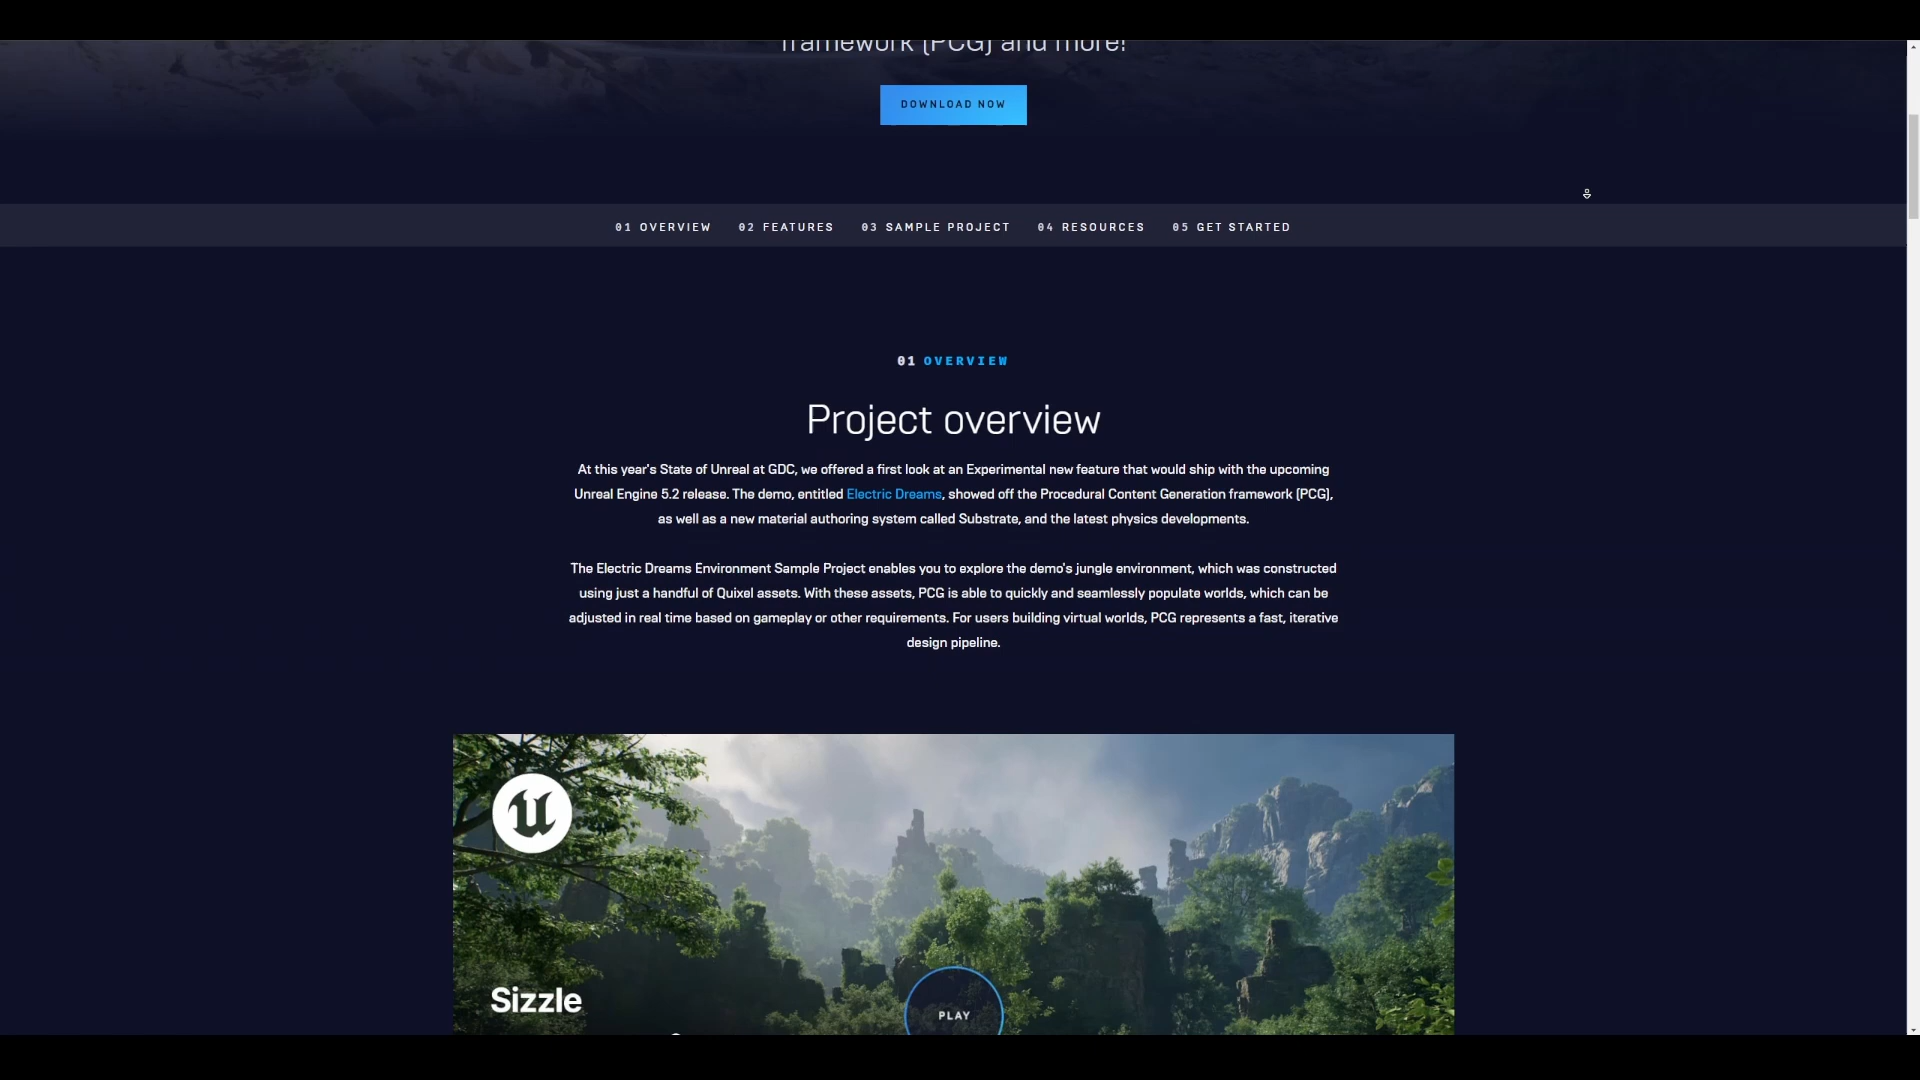 framework (PCG) and more!
DOWNLOAD NOW
01 OVERVIEW 02 FEATURES 03 SAMPLE PROJECT 04 RESOURCES 05 GET STARTED
01 OVERVIEW
Project overview
At this year's State of Unreal at GDC, we offered a first look at an Experimental new feature that would ship with the upcoming
Unreal Engine 5.2 release. The demo, entitled Electric Dreams, showed off the Procedural Content Generation framework (PCG),
as well as a new material authoring system called Substrate, and the latest physics developments.
The Electric Dreams Environment Sample Project enables you to explore the demo's jungle environment, which was constructed
using just a handful of Quixel assets. With these assets, PCG is able to quickly and seamlessly populate worlds, which can be
adjusted in real time based on gameplay or other requirements. For users building virtual worlds, PCG represents a fast, iterative
design pipeline.
Sizzle
PLAY